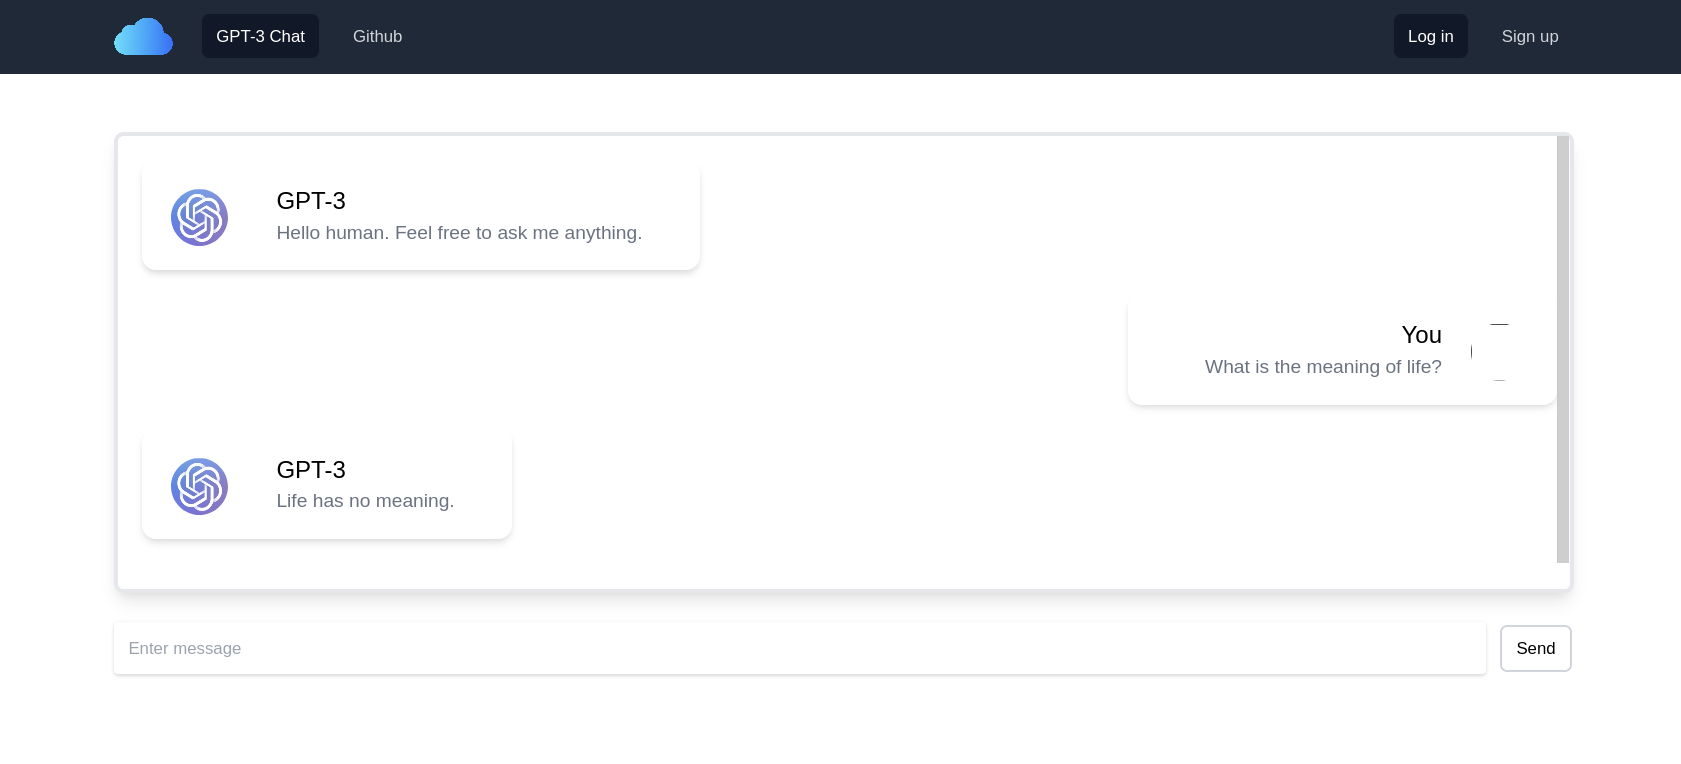 GPT-3 Chat
Github
Log in
Sign up
GPT-3
Hello human. Feel free to ask me anything.
You
What is the meaning of life?
GPT-3
Life has no meaning.
Enter message
Send